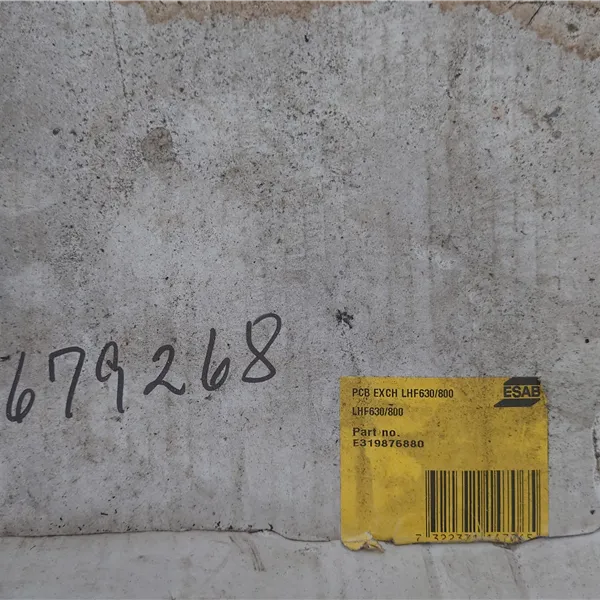 679268
PCB EXCH LHF630/800
ESAB
LHF630/800
Part no.
E319876880